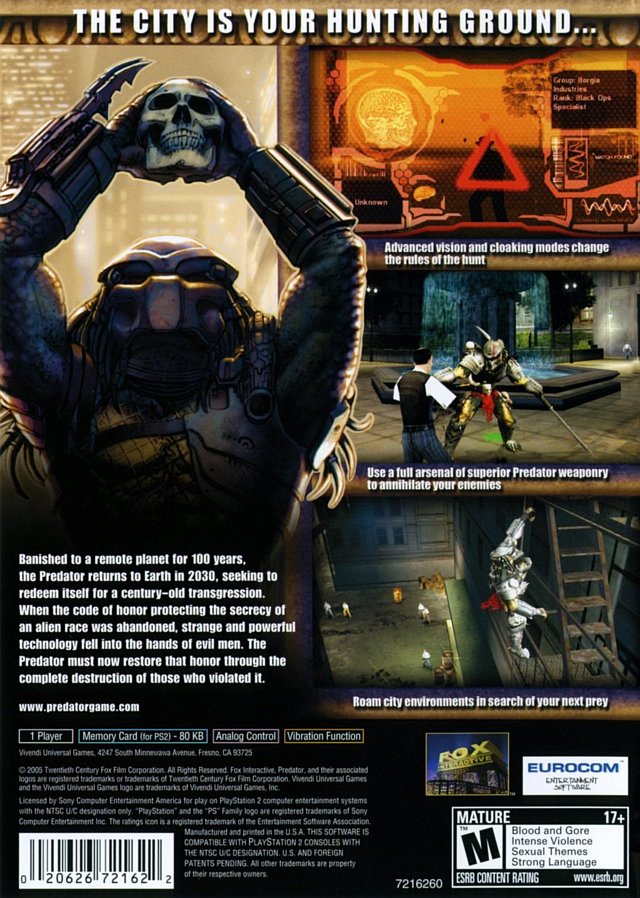 THE CITY IS YOUR HUNTING GROUND...
Group: Borgia
Industries
Rank: Black Ops
Specialist
MATCH FOUND
Unknown
Advanced vision and cloaking modes change
the rules of the hunt
Use a full arsenal of superior Predator weaponry
to annihilate your enemies
Banished to a remote planet for 100 years,
the Predator returns to Earth in 2030, seeking to
redeem itself for a century-old transgression.
When the code of honor protecting the secrecy of
an alien race was abandoned, strange and powerful
technology fell into the hands of evil men. The
Predator must now restore that honor through the
complete destruction of those who violated it.
www.predatorgame.com
Roam city environments in search of your next prey
1 Player
Memory Card (for PS2) - 80 KB
Analog Control
Vibration Function
Vivendi Universal Games, 4247 South Minnewawa Avenue, Fresno, CA 93725
© 2005 Twentieth Century Fox Film Corporation. All Rights Reserved. Fox Interactive, Predator, and their associated
logos are registered trademarks or trademarks of Twentieth Century Fox Film Corporation. Vivendi Universal Games
and the Vivendi Universal Games logo are trademarks of Vivendi Universal Games, Inc.
Licensed by Sony Computer Entertainment America for play on PlayStation 2 computer entertainment systems
with the NTSC U/C designation only. "PlayStation" and the "PS" Family logo are registered trademarks of Sony
Computer Entertainment Inc. The ratings icon is a registered trademark of the Entertainment Software Association.
Manufactured and printed in the U.S.A. THIS SOFTWARE IS
COMPATIBLE WITH PLAYSTATION 2 CONSOLES WITH
THE NTSC U/C DESIGNATION. U.S. AND FOREIGN
PATENTS PENDING. All other trademarks are property
of their respective owners.
0 20626 72162 2
7216260
FOX
INTERACTIVE
TM
EUROCOM
ENTERTAINMENT
SOFTWARE
MATURE 17+
TM
M
Blood and Gore
Intense Violence
Sexual Themes
Strong Language
ESRB CONTENT RATING www.esrb.org